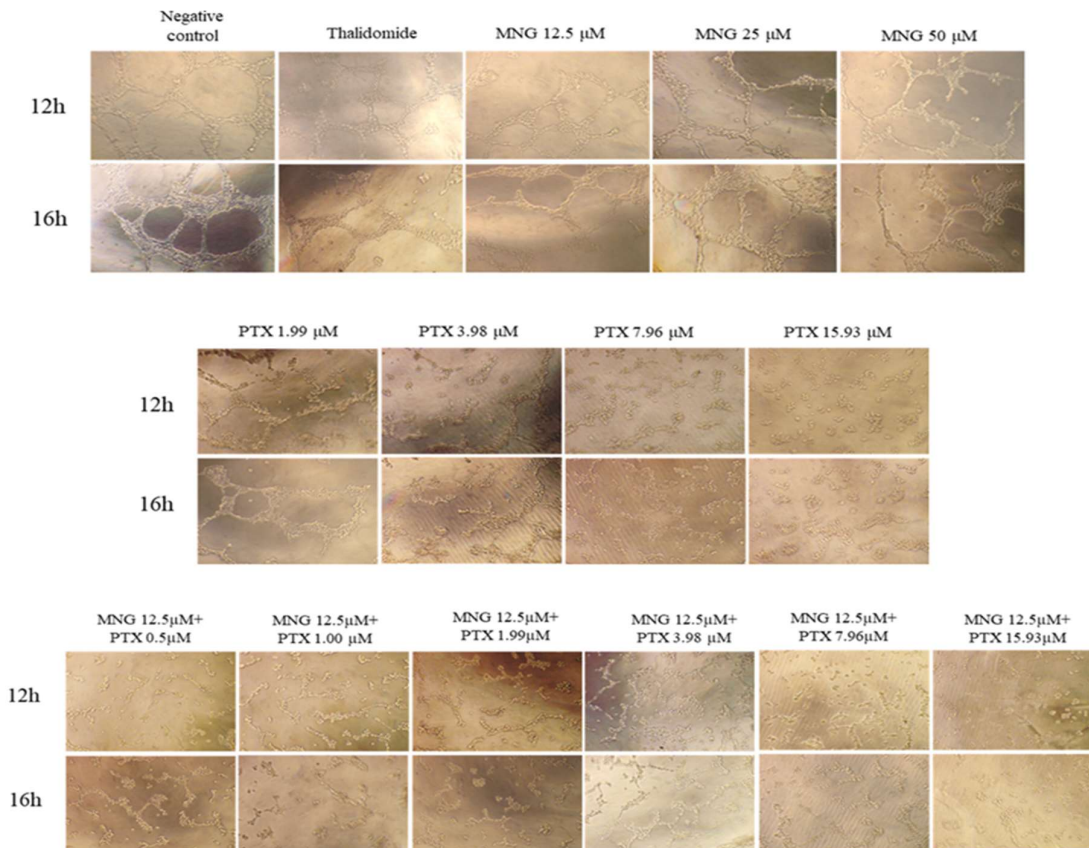 Negative
control
Thalidomide
MNG 12.5 µM
MNG 25 µM
MNG 50 µM
12h
16h
PTX 1.99 µM
PTX 3.98 µM
PTX 7.96 µM
PTX 15.93 µM
12h
16h
MNG 12.5µM+
PTX 0.5µM
MNG 12.5µM+
PTX 1.00 µM
MNG 12.5µM+
PTX 1.99µM
MNG 12.5µM+
PTX 3.98 µM
MNG 12.5µM+
PTX 7.96µM
MNG 12.5µM+
PTX 15.93µM
12h
16h